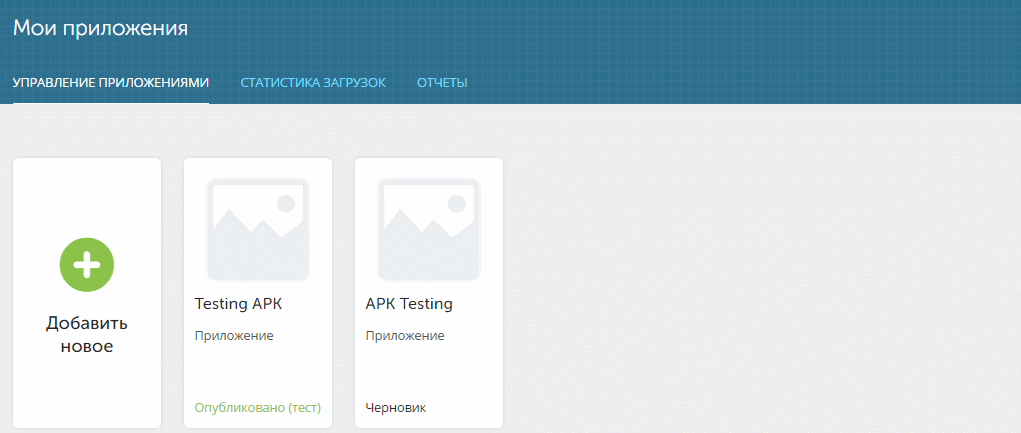 Мои приложения
УПРАВЛЕНИЕ ПРИЛОЖЕНИЯМИ СТАТИСТИКА ЗАГРУЗОК ОТЧЕТЫ
Добавить
новое
Testing APK
Приложение
Опубликовано (тест)
APK Testing
Приложение
Черновик